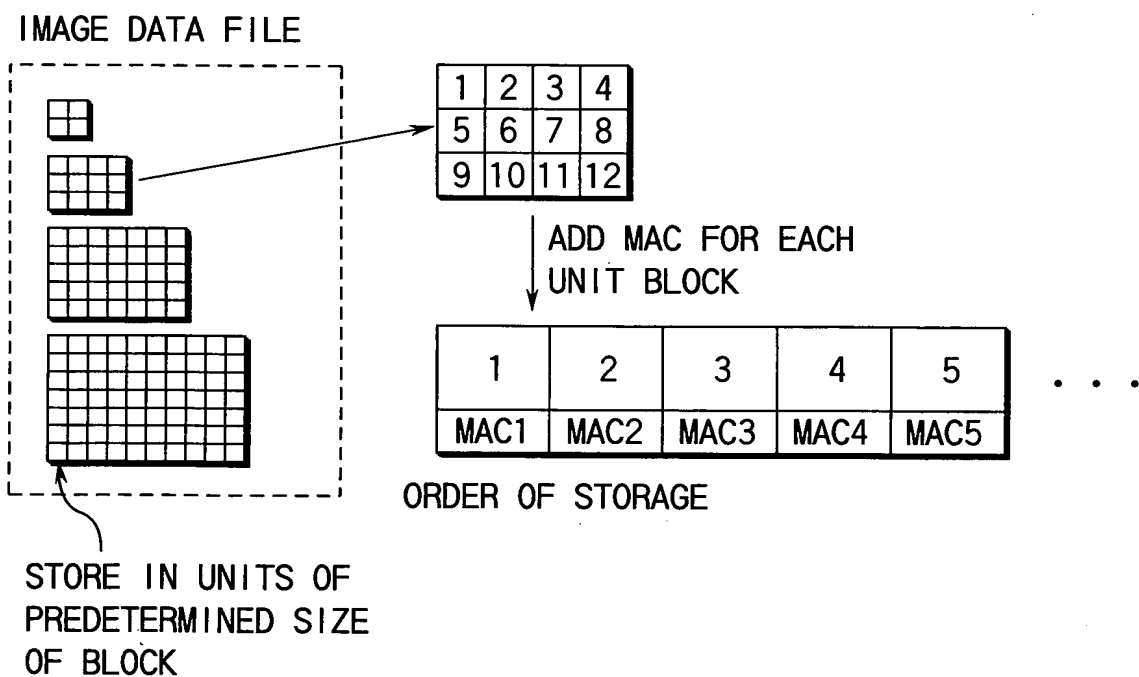 IMAGE DATA FILE
1 2 3 4
5 6 7 8
9 10 11 12
ADD MAC FOR EACH
UNIT BLOCK
1 2 3 4 5 . . .
MAC1 MAC2 MAC3 MAC4 MAC5
ORDER OF STORAGE
STORE IN UNITS OF
PREDETERMINED SIZE
OF BLOCK